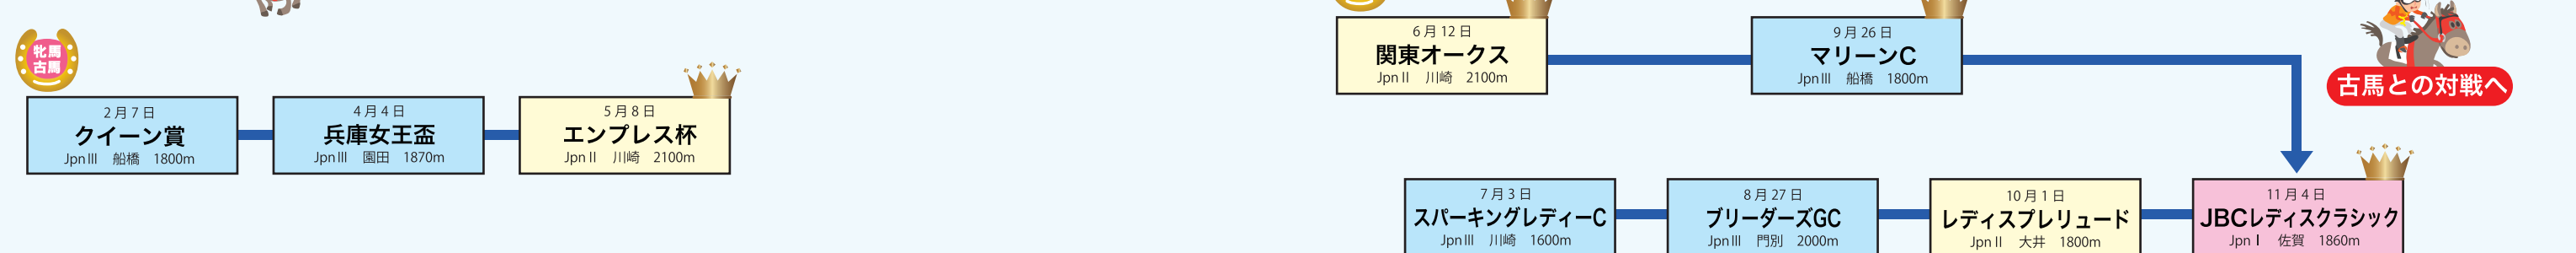 牝馬
古馬
2月7日
クイーン賞
JpnⅢ 船橋 1800m
4月4日
兵庫女王盃
JpnⅢ 園田 1870m
5月8日
エンプレス杯
JpnⅡ 川崎 2100m
6月12日
関東オークス
JpnⅡ 川崎 2100m
9月26日
マリーンC
JpnⅢ 船橋 1800m
古馬との対戦へ
7月3日
スパーキングレディーC
JpnⅢ 川崎 1600m
8月27日
ブリーダーズGC
JpnⅢ 門別 2000m
10月1日
レディスプレリュード
JpnⅡ 大井 1800m
11月4日
JBCレディスクラシック
JpnⅠ 佐賀 1860m